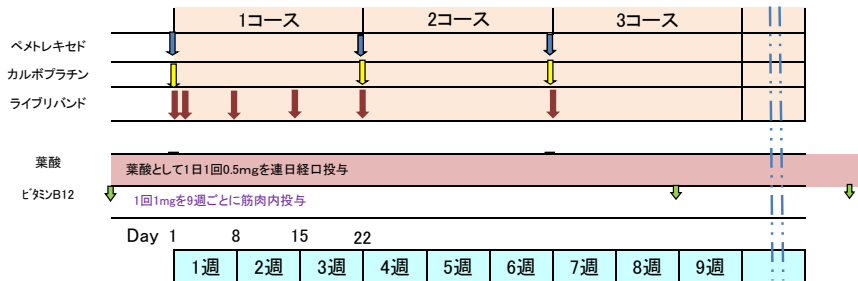 1コース 2コース 3コース
ペメトレキセド
カルボプラチン
ライブリバンド
葉酸 葉酸として1日1回0.5mgを連日経口投与
ビタミンB12 1回1mgを9週ごとに筋肉内投与
Day 1 8 15 22
1週 2週 3週 4週 5週 6週 7週 8週 9週